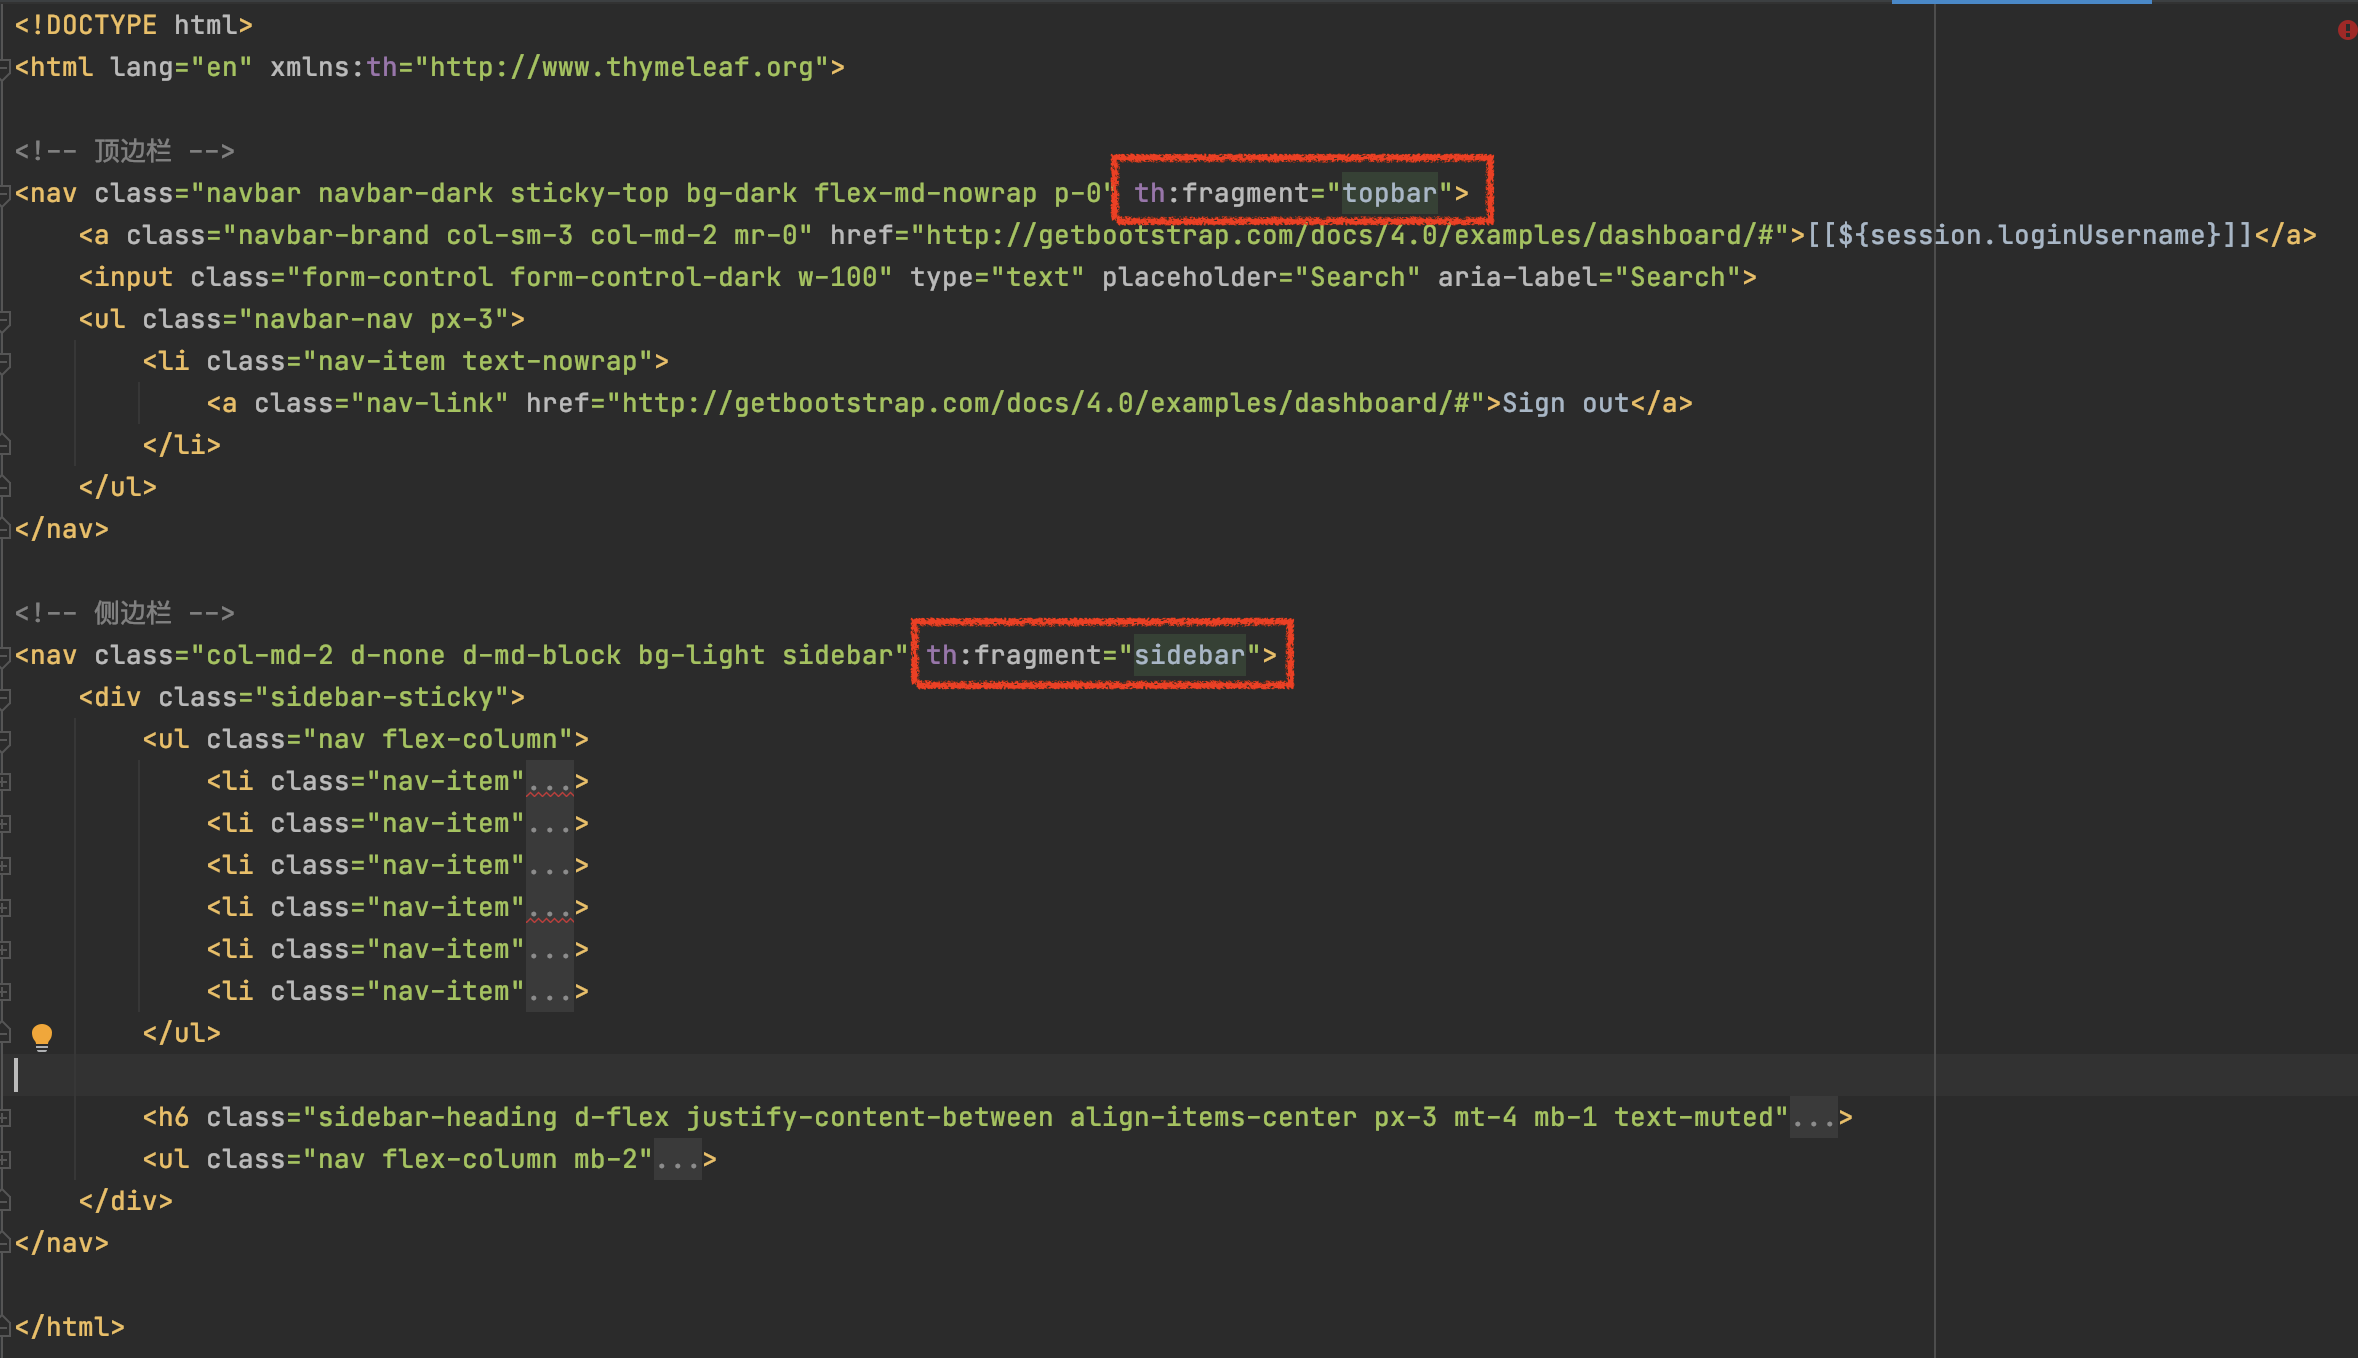 <!DOCTYPE html>
<html lang="en" xmlns:th="http://www.thymeleaf.org">
<!-- 顶边栏 -->
<nav class="navbar navbar-dark sticky-top bg-dark flex-md-nowrap p-0" th:fragment="topbar">
<a class="navbar-brand col-sm-3 col-md-2 mr-0" href="http://getbootstrap.com/docs/4.0/examples/dashboard/#">[[${session.loginUsername}]]</a>
<input class="form-control form-control-dark w-100" type="text" placeholder="Search" aria-label="Search">
<ul class="navbar-nav px-3">
<li class="nav-item text-nowrap">
<a class="nav-link" href="http://getbootstrap.com/docs/4.0/examples/dashboard/#">Sign out</a>
</li>
</ul>
</nav>
<!-- 侧边栏 -->
<nav class="col-md-2 d-none d-md-block bg-light sidebar" th:fragment="sidebar">
<div class="sidebar-sticky">
<ul class="nav flex-column">
<li class="nav-item"...>
<li class="nav-item"...>
<li class="nav-item"...>
<li class="nav-item"...>
<li class="nav-item"...>
<li class="nav-item"...>
</ul>
<h6 class="sidebar-heading d-flex justify-content-between align-items-center px-3 mt-4 mb-1 text-muted"...>
<ul class="nav flex-column mb-2"...>
</div>
</nav>
</html>